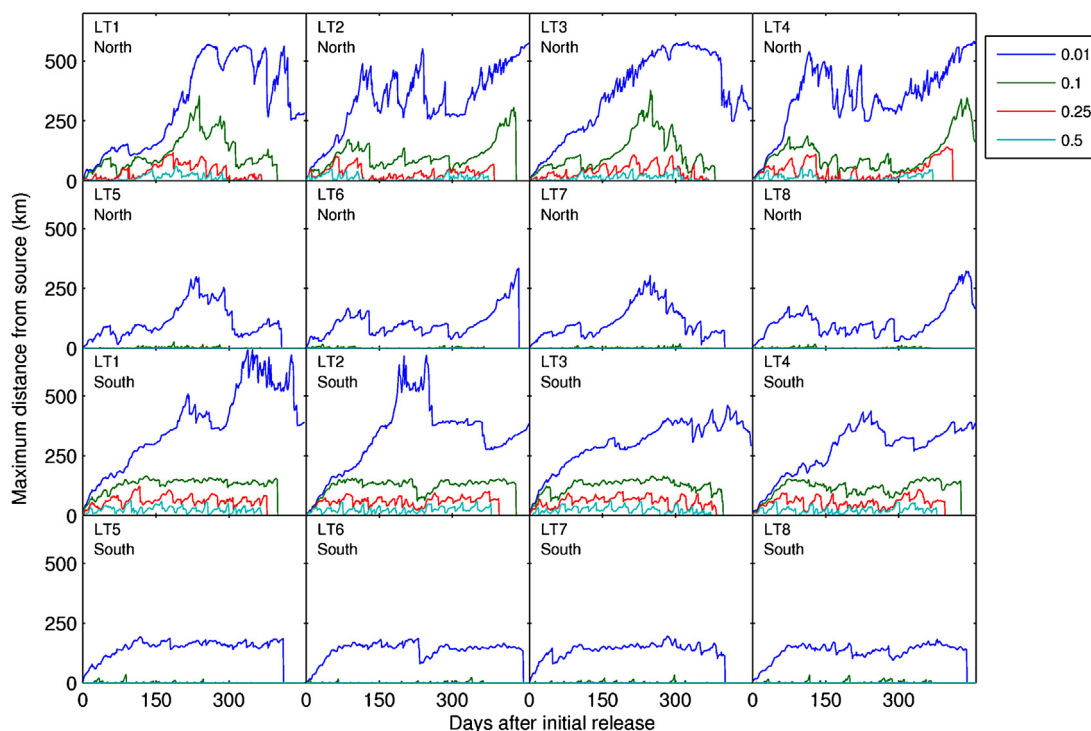 LT1
North
LT2
North
LT3
North
LT4
North
0.01
0.1
0.25
0.5
500
250
0
LT5
North
LT6
North
LT7
North
LT8
North
500
250
0
Maximum distance from source (km)
LT1
South
LT2
South
LT3
South
LT4
South
500
250
0
LT5
South
LT6
South
LT7
South
LT8
South
500
250
0
0 150 300 0 150 300 0 150 300 0 150 300
Days after initial release